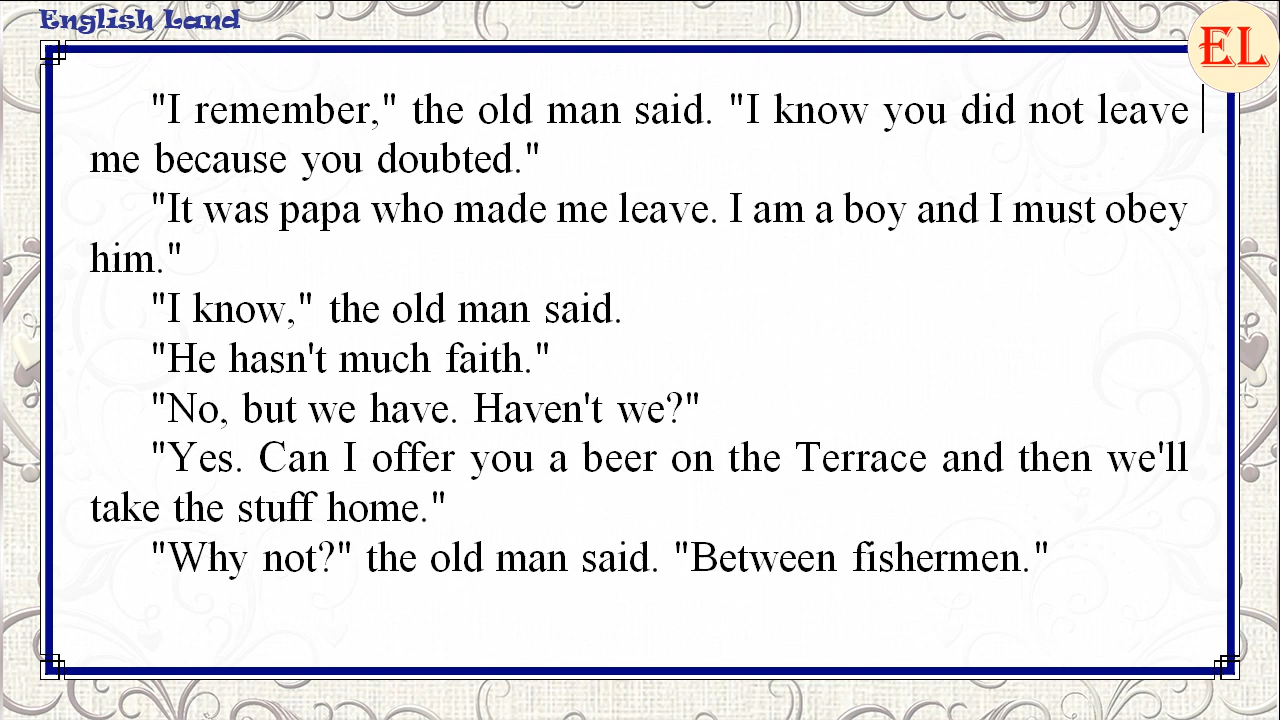 English Land
EL
"I remember," the old man said. "I know you did not leave
me because you doubted."
"It was papa who made me leave. I am a boy and I must obey
him."
"I know," the old man said.
"He hasn't much faith."
"No, but we have. Haven't we?"
"Yes. Can I offer you a beer on the Terrace and then we'll
take the stuff home."
"Why not?" the old man said. "Between fishermen."